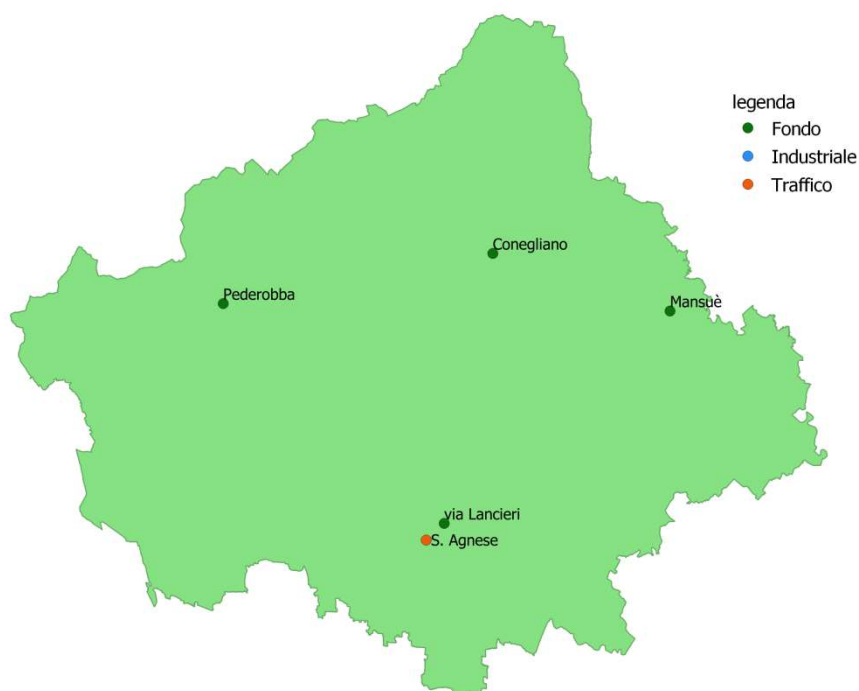 legenda
Fondo
Industriale
Traffico
Conegliano
Pederobba
Mansuè
via Lancieri
S. Agnese